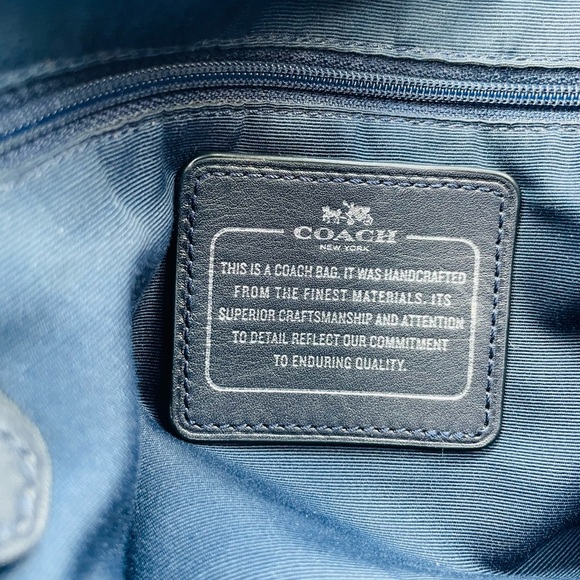 COACH
NEW YORK
THIS IS A COACH BAG. IT WAS HANDCRAFTED
FROM THE FINEST MATERIALS. ITS
SUPERIOR CRAFTSMANSHIP AND ATTENTION
TO DETAIL REFLECT OUR COMMITMENT
TO ENDURING QUALITY.